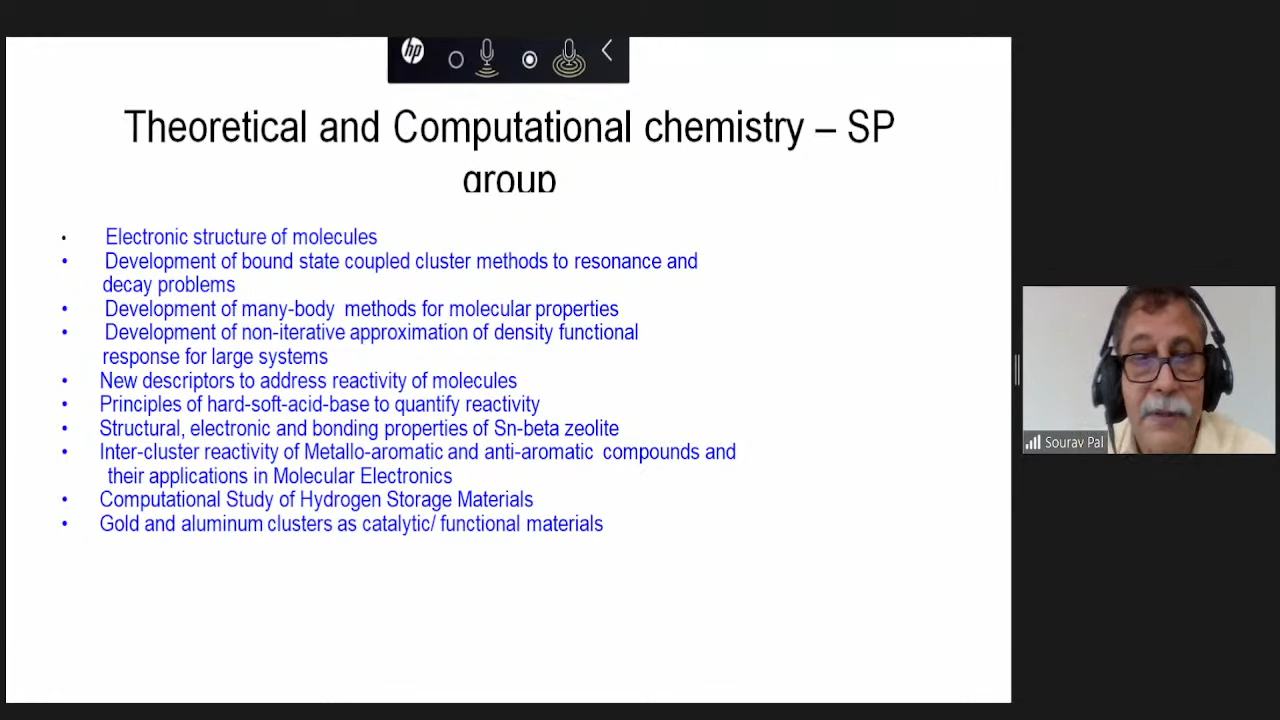 hp
Theoretical and Computational chemistry – SP
group
• Electronic structure of molecules
• Development of bound state coupled cluster methods to resonance and
decay problems
• Development of many-body methods for molecular properties
• Development of non-iterative approximation of density functional
response for large systems
• New descriptors to address reactivity of molecules
• Principles of hard-soft-acid-base to quantify reactivity
• Structural, electronic and bonding properties of Sn-beta zeolite
• Inter-cluster reactivity of Metallo-aromatic and anti-aromatic compounds and
their applications in Molecular Electronics
• Computational Study of Hydrogen Storage Materials
• Gold and aluminum clusters as catalytic/ functional materials
Sourav Pal